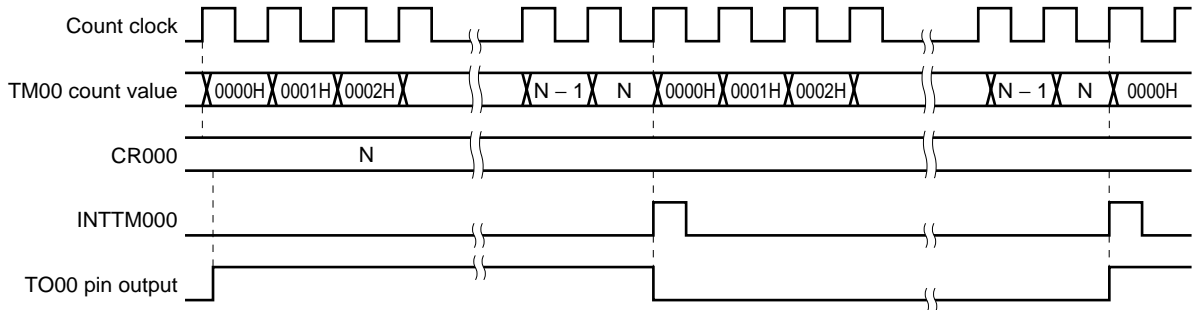 Count clock
TM00 count value 0000H 0001H 0002H N − 1 N 0000H 0001H 0002H N − 1 N 0000H
CR000 N
INTTM000
TO00 pin output